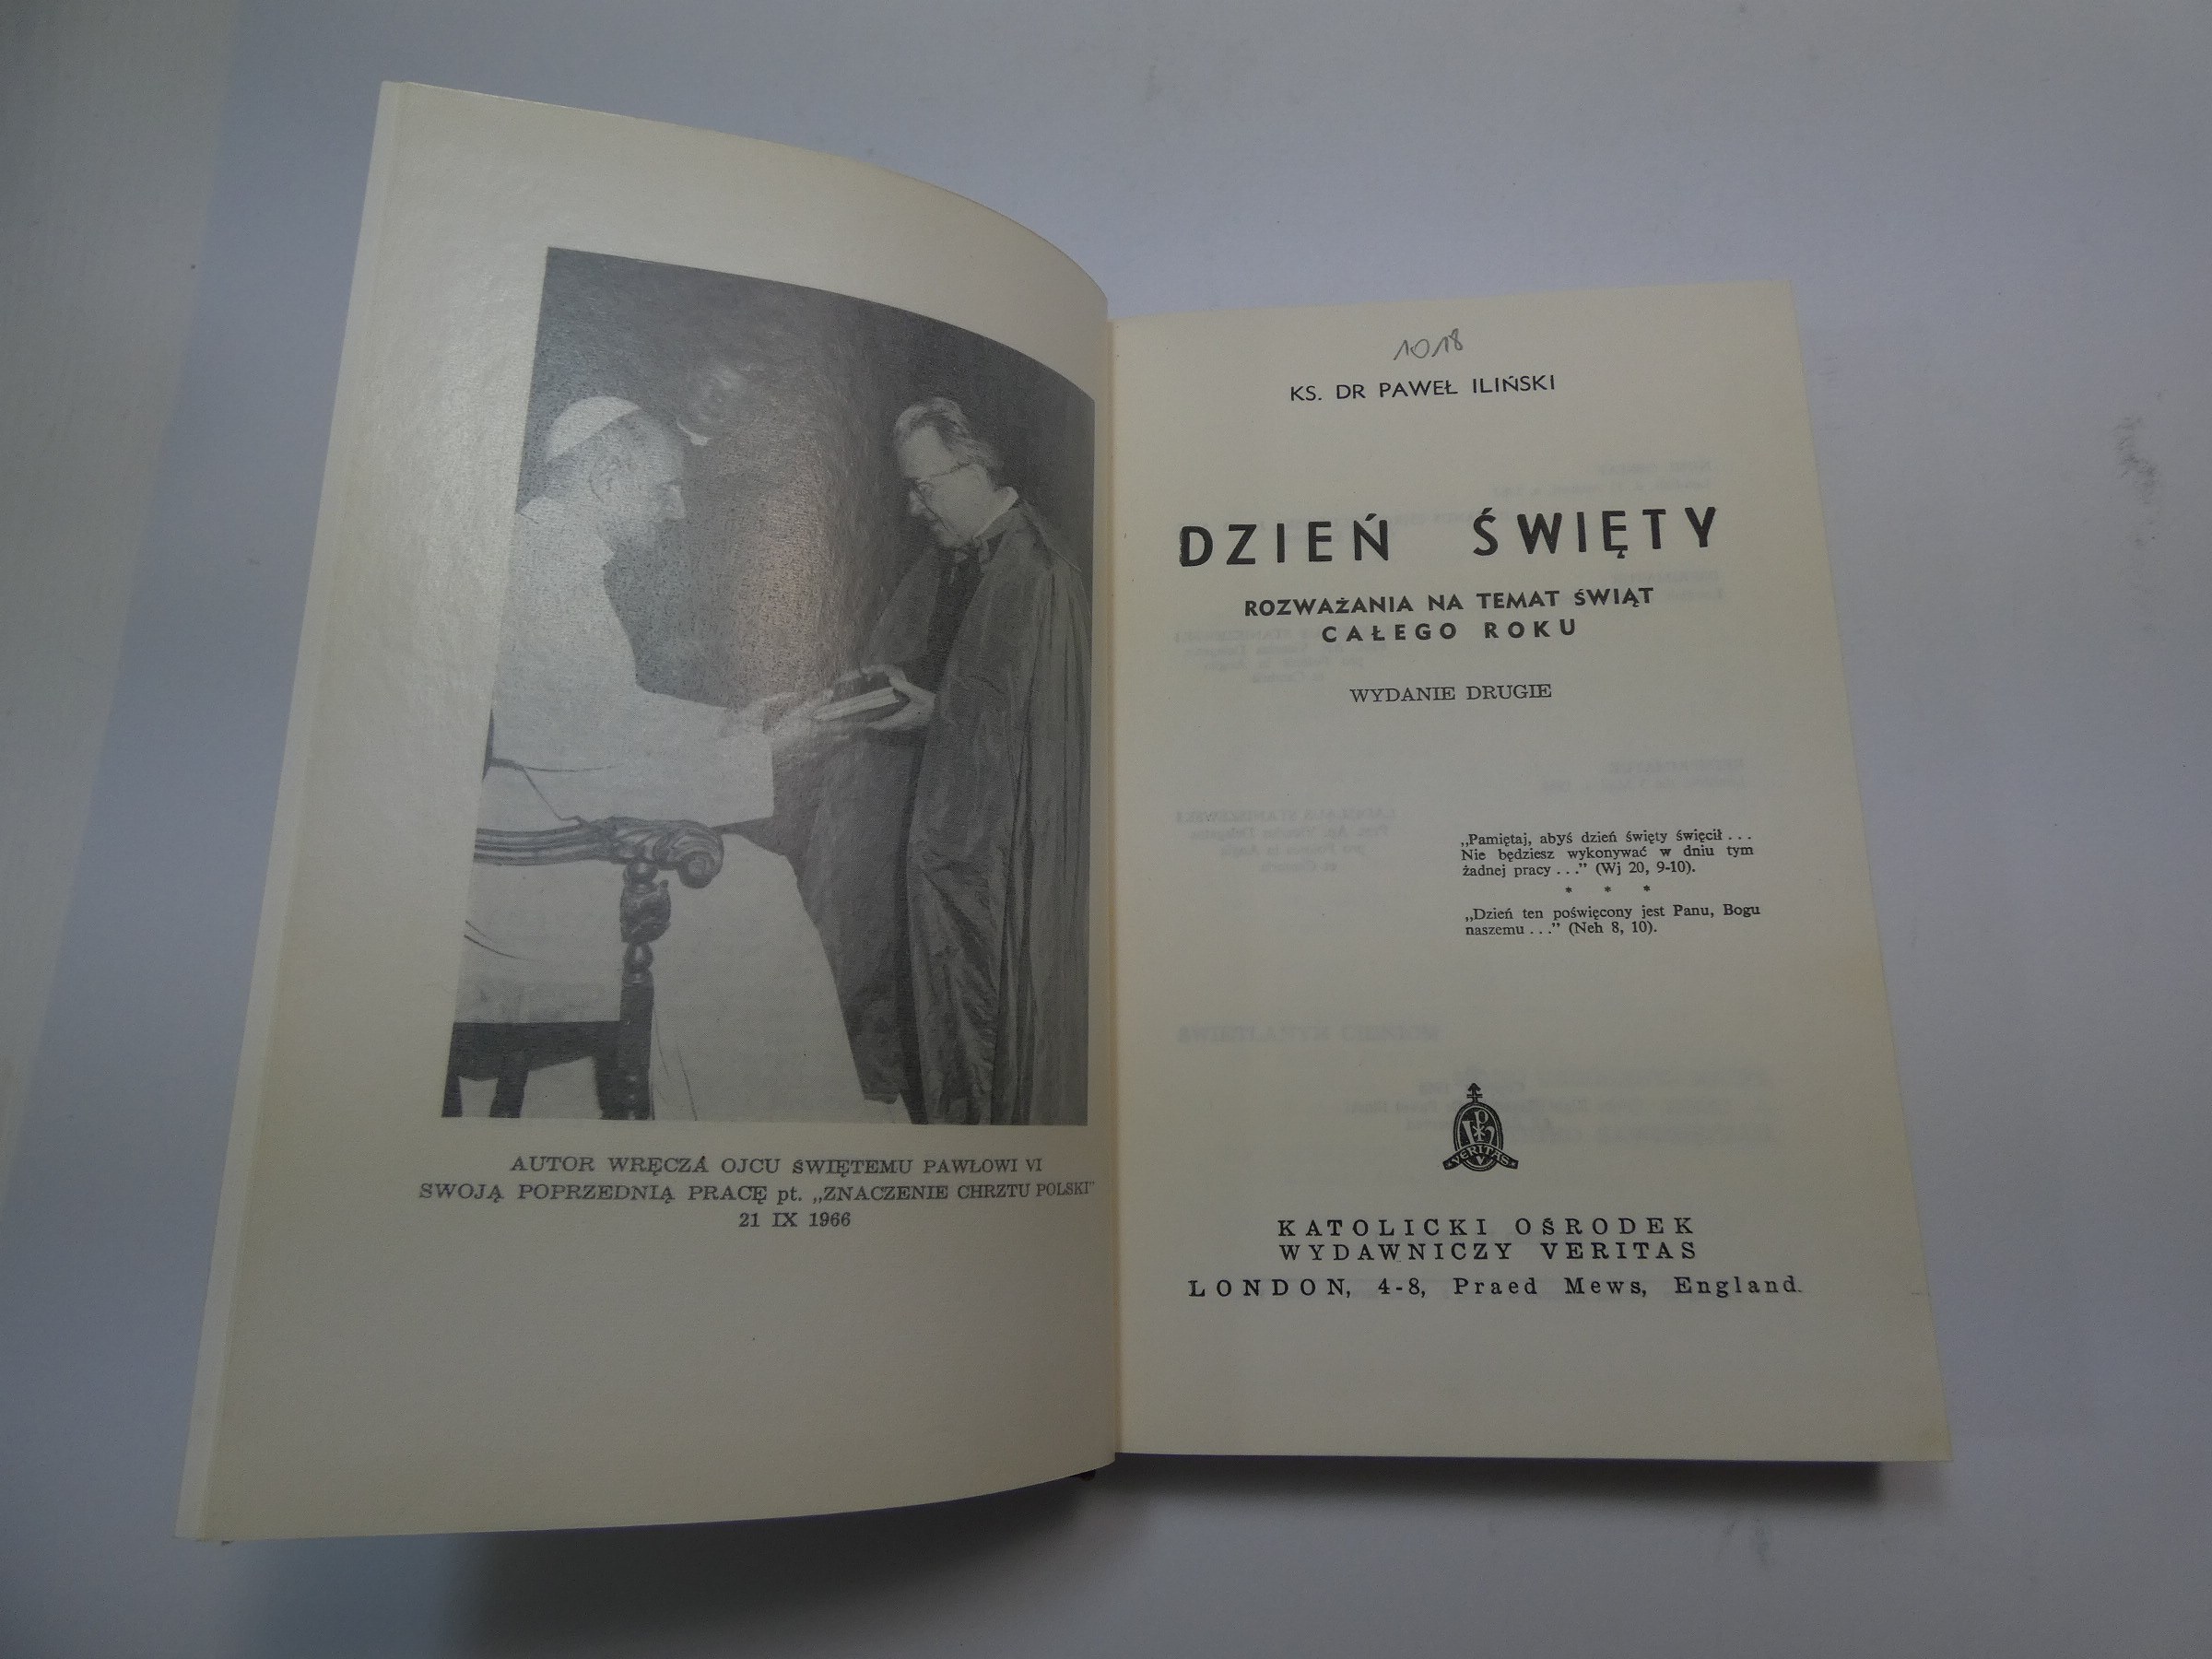 AUTOR WRĘCZA OJCU ŚWIĘTEMU PAWŁOWI VI
SWOJĄ POPRZEDNIĄ PRACĘ pt. „ZNACZENIE CHRZTU POLSKI”
21 IX 1966
1018
KS. DR PAWEŁ ILIŃSKI
DZIEŃ ŚWIĘTY
ROZWAŻANIA NA TEMAT ŚWIĄT
CAŁEGO ROKU
WYDANIE DRUGIE
„Pamiętaj, abyś dzień święty święcił . . .
Nie będziesz wykonywać w dniu tym
żadnej pracy . . .” (Wj 20, 9-10).
* * *
„Dzień ten poświęcony jest Panu, Bogu
naszemu . . .” (Neh 8, 10).
VERITAS
KATOLICKI OŚRODEK
WYDAWNICZY VERITAS
LONDON, 4-8, Praed Mews, England.